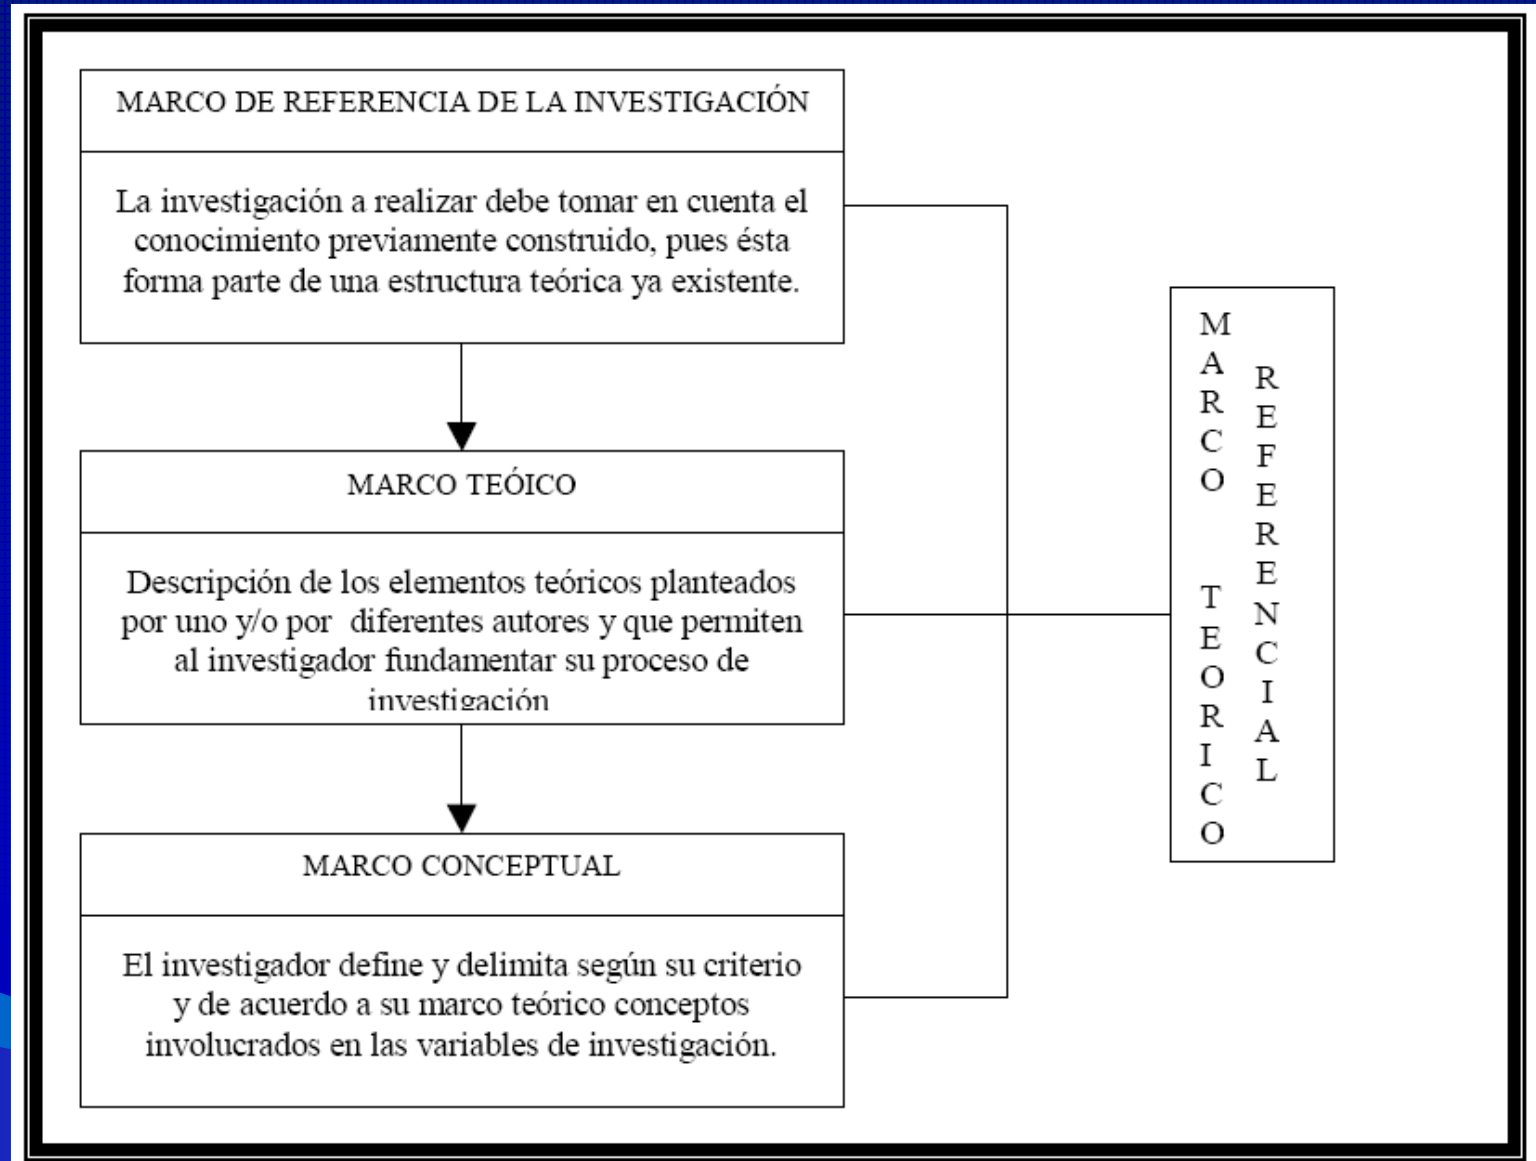 MARCO DE REFERENCIA DE LA INVESTIGACIÓN
La investigación a realizar debe tomar en cuenta el
conocimiento previamente construido, pues ésta
forma parte de una estructura teórica ya existente.
MARCO TEÓICO
Descripción de los elementos teóricos planteados
por uno y/o por diferentes autores y que permiten
al investigador fundamentar su proceso de
investigación
MARCO CONCEPTUAL
El investigador define y delimita según su criterio
y de acuerdo a su marco teórico conceptos
involucrados en las variables de investigación.
MARCO TEORICO
REFERENCIAL